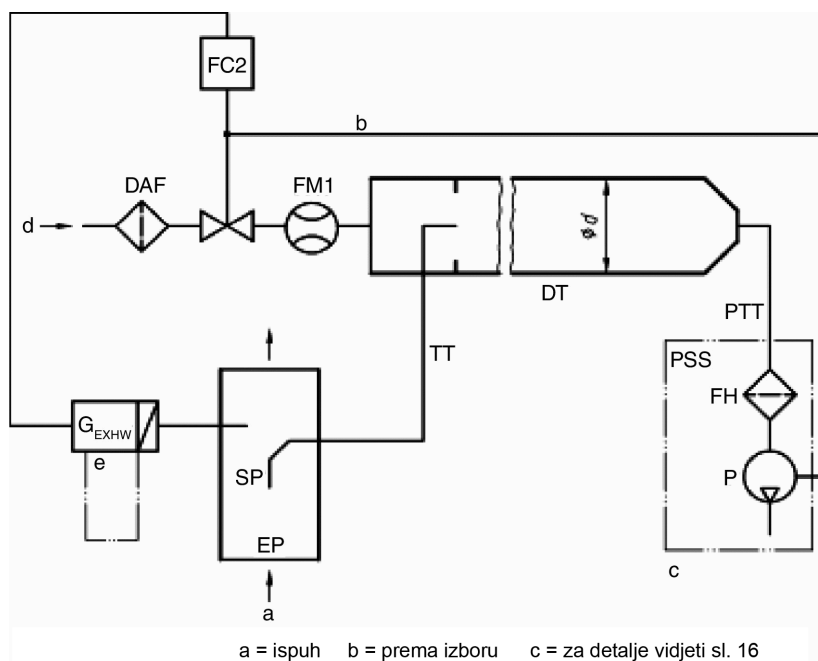 FC2
b
DAF
FM1
d
ϕd
DT
PTT
TT
PSS
FH
G EXHW
e
SP
P
EP
c
a
a = ispuh b = prema izboru c = za detalje vidjeti sl. 16